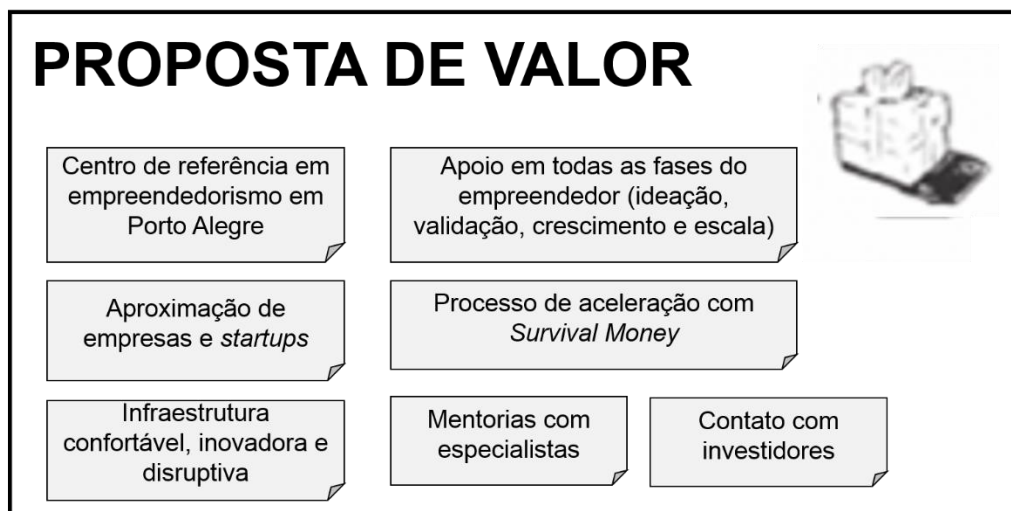 PROPOSTA DE VALOR
Centro de referência em
empreendedorismo em
Porto Alegre
Apoio em todas as fases do
empreendedor (ideação,
validação, crescimento e escala)
Aproximação de
empresas e startups
Processo de aceleração com
Survival Money
Infraestrutura
confortável, inovadora e
disruptiva
Mentorias com
especialistas
Contato com
investidores